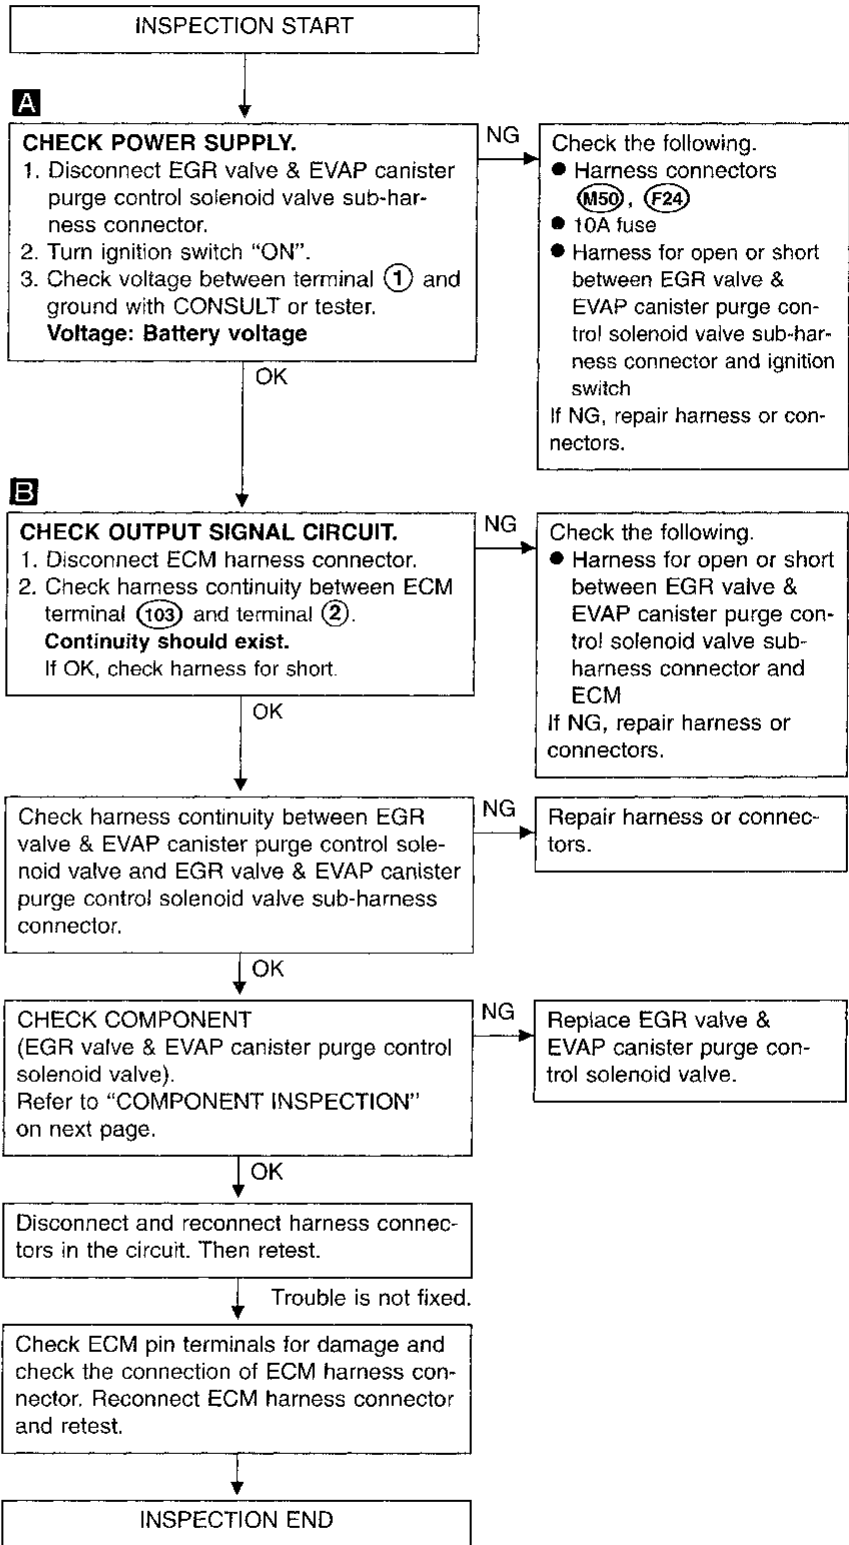 INSPECTION START
A
CHECK POWER SUPPLY.
1. Disconnect EGR valve & EVAP canister
purge control solenoid valve sub-har-
ness connector.
2. Turn ignition switch “ON”.
3. Check voltage between terminal 1 and
ground with CONSULT or tester.
Voltage: Battery voltage
NG
Check the following.
● Harness connectors
M50, F24
● 10A fuse
● Harness for open or short
between EGR valve &
EVAP canister purge con-
trol solenoid valve sub-har-
ness connector and ignition
switch
If NG, repair harness or con-
nectors.
OK
B
CHECK OUTPUT SIGNAL CIRCUIT.
1. Disconnect ECM harness connector.
2. Check harness continuity between ECM
terminal 103 and terminal 2.
Continuity should exist.
If OK, check harness for short.
NG
Check the following.
● Harness for open or short
between EGR valve &
EVAP canister purge con-
trol solenoid valve sub-
harness connector and
ECM
If NG, repair harness or
connectors.
OK
Check harness continuity between EGR
valve & EVAP canister purge control sole-
noid valve and EGR valve & EVAP canister
purge control solenoid valve sub-harness
connector.
NG
Repair harness or connec-
tors.
OK
CHECK COMPONENT
(EGR valve & EVAP canister purge control
solenoid valve).
Refer to “COMPONENT INSPECTION”
on next page.
NG
Replace EGR valve &
EVAP canister purge con-
trol solenoid valve.
OK
Disconnect and reconnect harness connec-
tors in the circuit. Then retest.
Trouble is not fixed.
Check ECM pin terminals for damage and
check the connection of ECM harness con-
nector. Reconnect ECM harness connector
and retest.
INSPECTION END